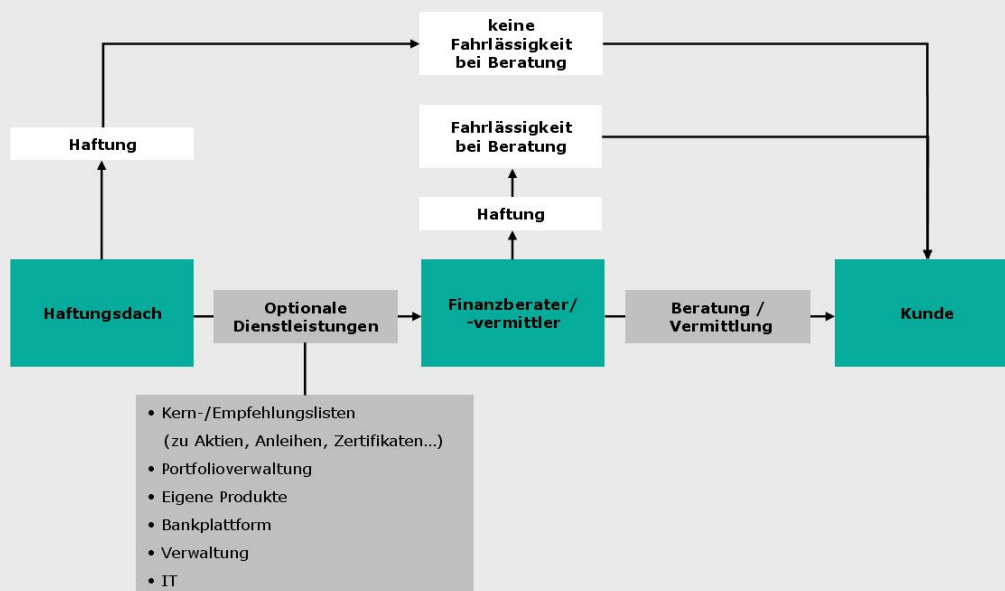 keine
Fahrlässigkeit
bei Beratung
Haftung
Fahrlässigkeit
bei Beratung
Haftung
Haftungsdach
Optionale
Dienstleistungen
Finanzberater/
-vermittler
Beratung /
Vermittlung
Kunde
• Kern-/Empfehlungslisten
(zu Aktien, Anleihen, Zertifikaten...)
• Portfolioverwaltung
• Eigene Produkte
• Bankplattform
• Verwaltung
• IT